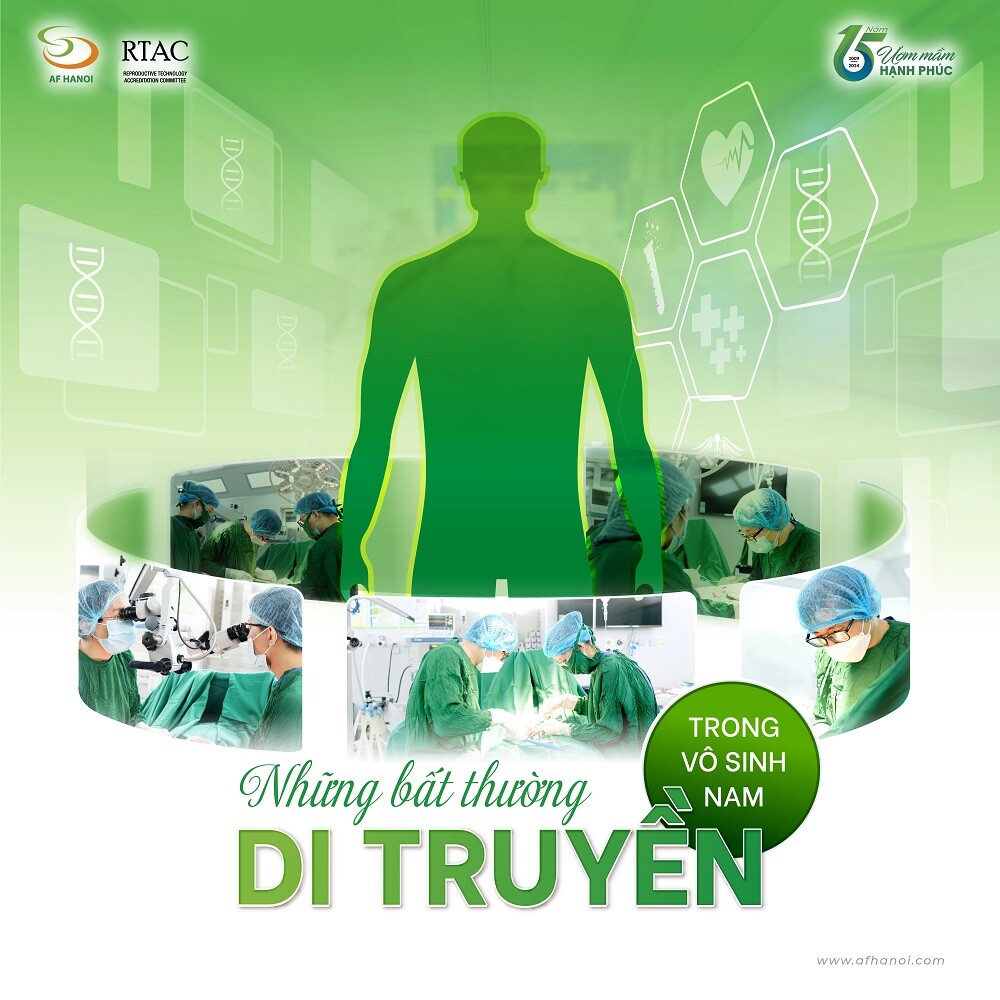 AF HANOI
RTAC
REPRODUCTIVE TECHNOLOGY
ACCREDITATION COMMITTEE
15 Năm
2009
2024
Ươm mầm
HẠNH PHÚC
Những bất thường
DI TRUYỀN
TRONG
VÔ SINH
NAM
www.afhanoi.com